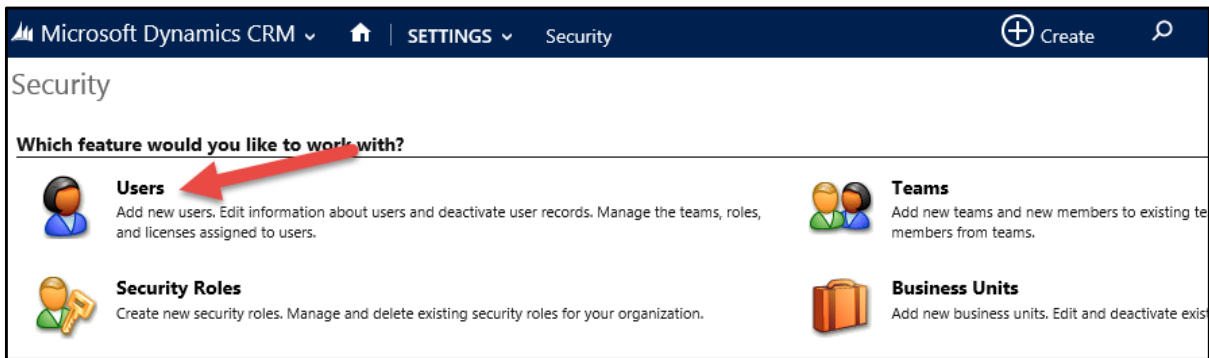 Microsoft Dynamics CRM SETTINGS Security Create
Security
Which feature would you like to work with?
Users
Add new users. Edit information about users and deactivate user records. Manage the teams, roles,
and licenses assigned to users.
Teams
Add new teams and new members to existing te
members from teams.
Security Roles
Create new security roles. Manage and delete existing security roles for your organization.
Business Units
Add new business units. Edit and deactivate exist